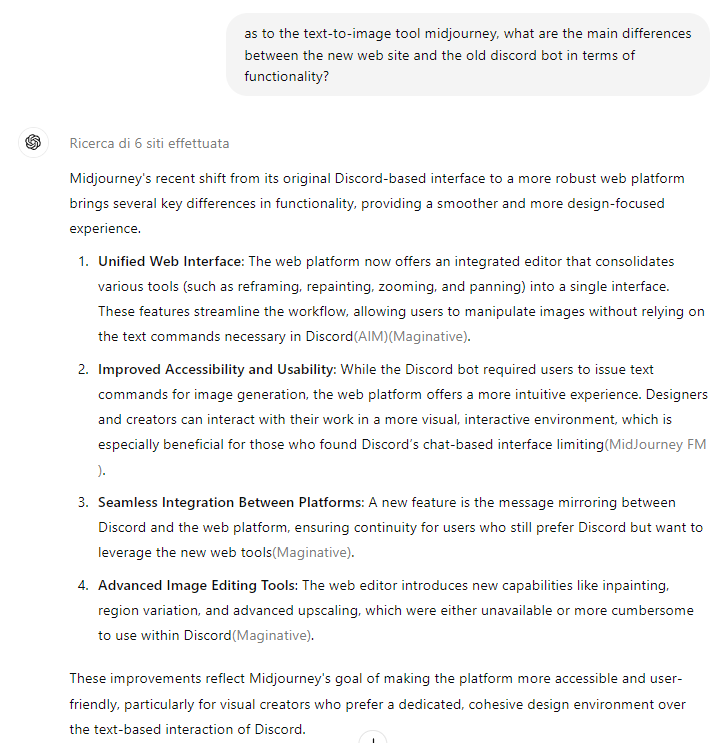 as to the text-to-image tool midjourney, what are the main differences
between the new web site and the old discord bot in terms of
functionality?
Ricerca di 6 siti effettuata
Midjourney's recent shift from its original Discord-based interface to a more robust web platform
brings several key differences in functionality, providing a smoother and more design-focused
experience.
1. Unified Web Interface: The web platform now offers an integrated editor that consolidates
various tools (such as reframing, repainting, zooming, and panning) into a single interface.
These features streamline the workflow, allowing users to manipulate images without relying on
the text commands necessary in Discord(AIM)(Maginative).
2. Improved Accessibility and Usability: While the Discord bot required users to issue text
commands for image generation, the web platform offers a more intuitive experience. Designers
and creators can interact with their work in a more visual, interactive environment, which is
especially beneficial for those who found Discord's chat-based interface limiting(MidJourney FM
).
3. Seamless Integration Between Platforms: A new feature is the message mirroring between
Discord and the web platform, ensuring continuity for users who still prefer Discord but want to
leverage the new web tools(Maginative).
4. Advanced Image Editing Tools: The web editor introduces new capabilities like inpainting,
region variation, and advanced upscaling, which were either unavailable or more cumbersome
to use within Discord(Maginative).
These improvements reflect Midjourney's goal of making the platform more accessible and user-
friendly, particularly for visual creators who prefer a dedicated, cohesive design environment over
the text-based interaction of Discord.